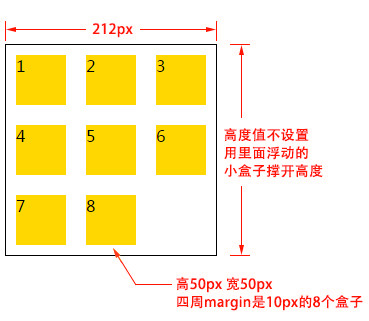 212px
1
2
3
4
5
6
7
8
高度值不设置
用里面浮动的
小盒子撑开高度
高50px 宽50px
四周margin是10px的8个盒子